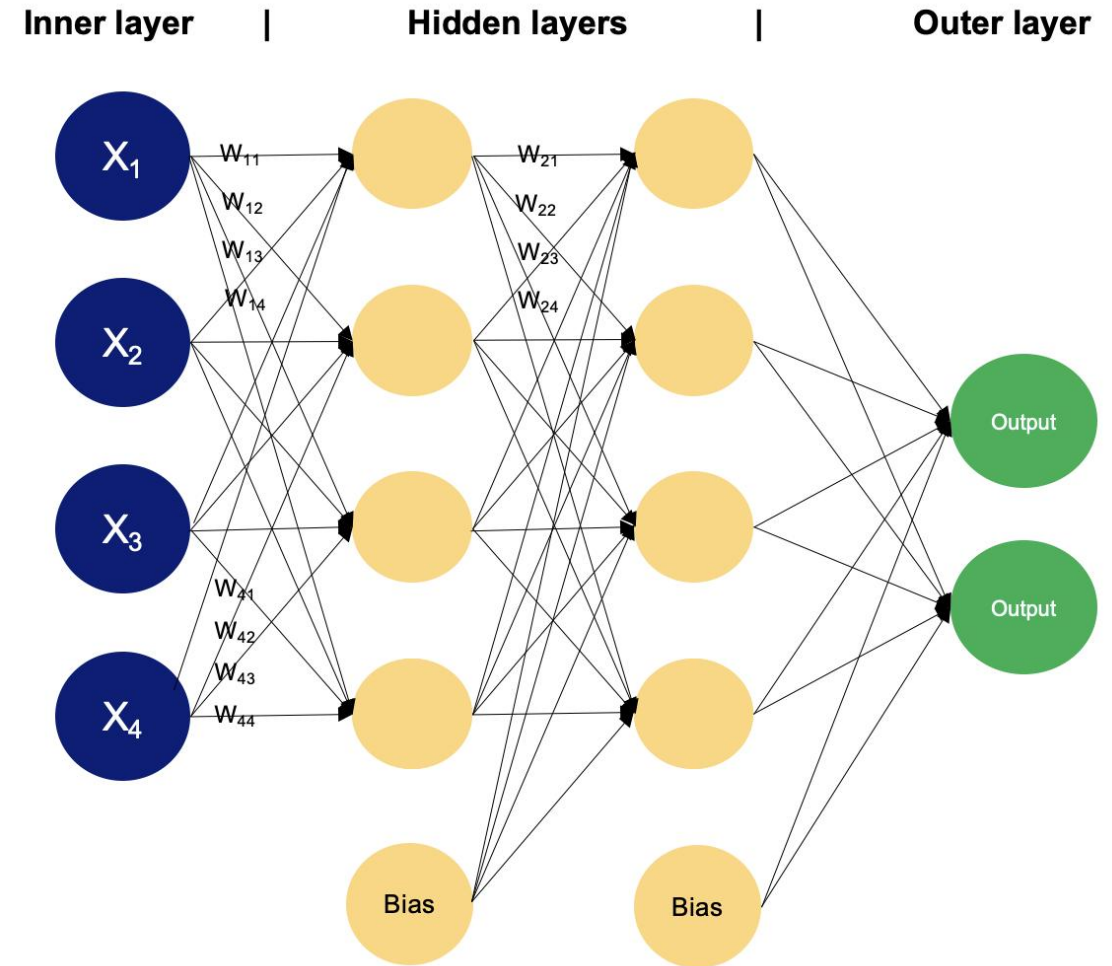 Inner layer | Hidden layers | Outer layer
X1
W11
W12
W13
W14
X2
X3
W41
W42
W43
W44
X4
W21
W22
W23
W24
Bias
Bias
Output
Output